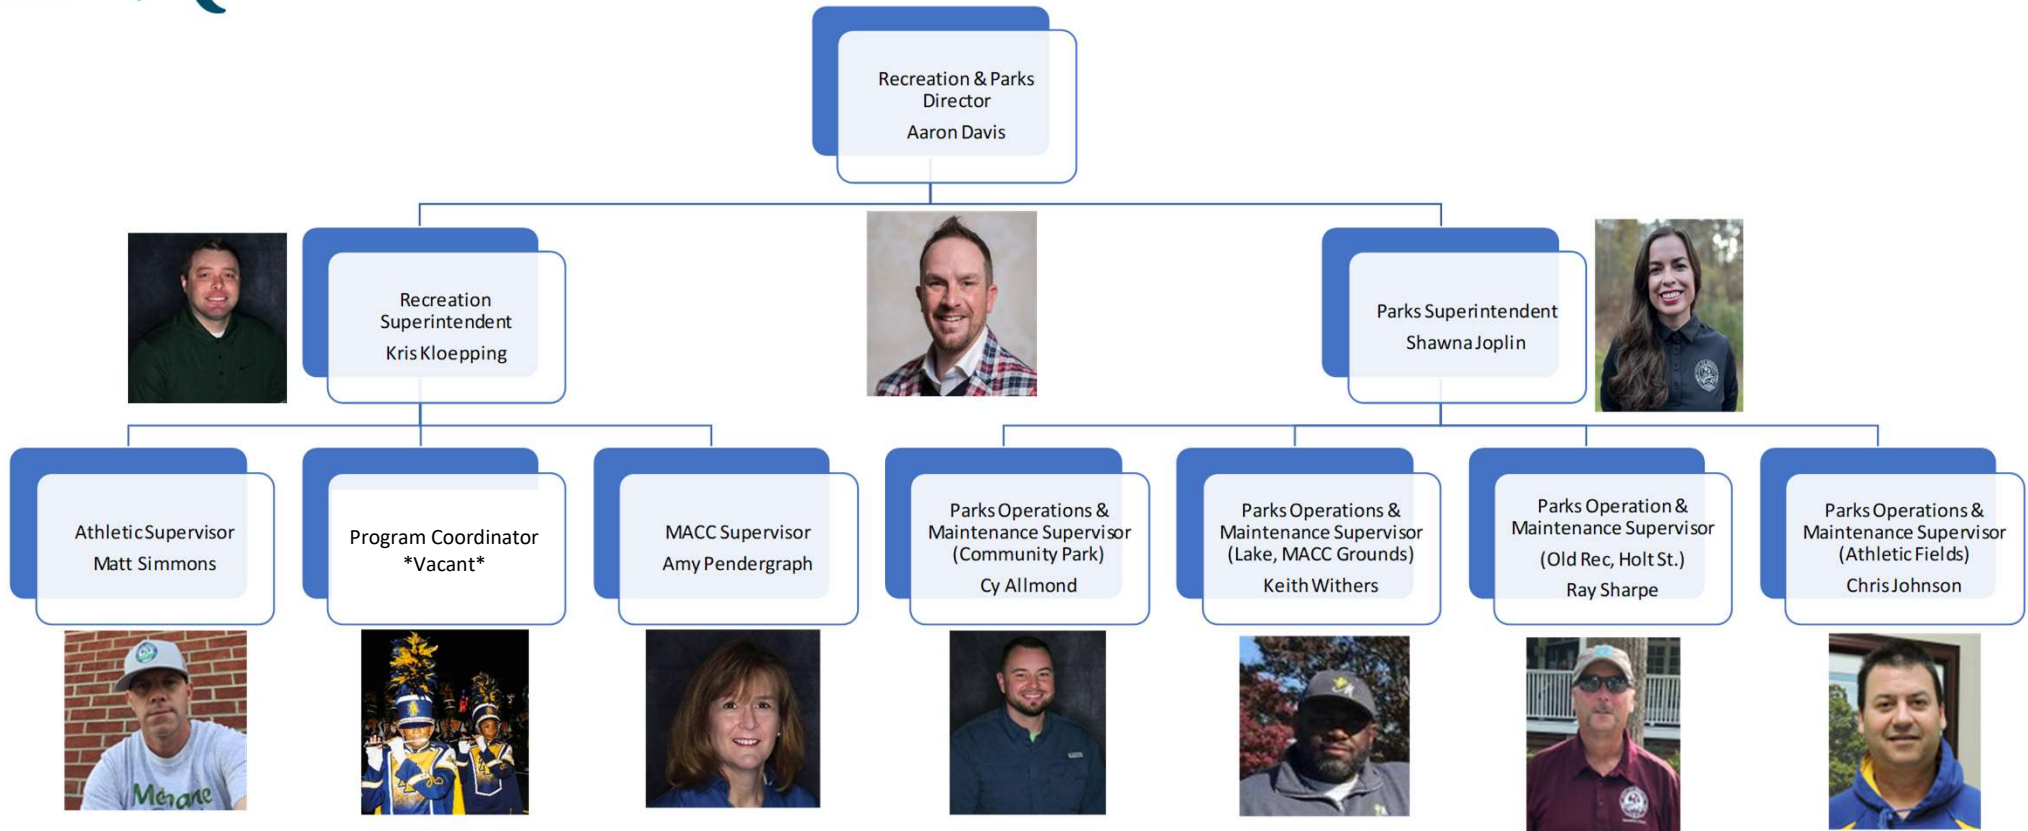 Recreation & Parks
Director
Aaron Davis
Recreation
Superintendent
Kris Kloepping
Parks Superintendent
Shawna Joplin
Athletic Supervisor
Matt Simmons
Program Coordinator
*Vacant*
MACC Supervisor
Amy Pendergraph
Parks Operations &
Maintenance Supervisor
(Community Park)
Cy Allmond
Parks Operations &
Maintenance Supervisor
(Lake, MACC Grounds)
Keith Withers
Parks Operation &
Maintenance Supervisor
(Old Rec, Holt St.)
Ray Sharpe
Parks Operations &
Maintenance Supervisor
(Athletic Fields)
Chris Johnson
Mebane